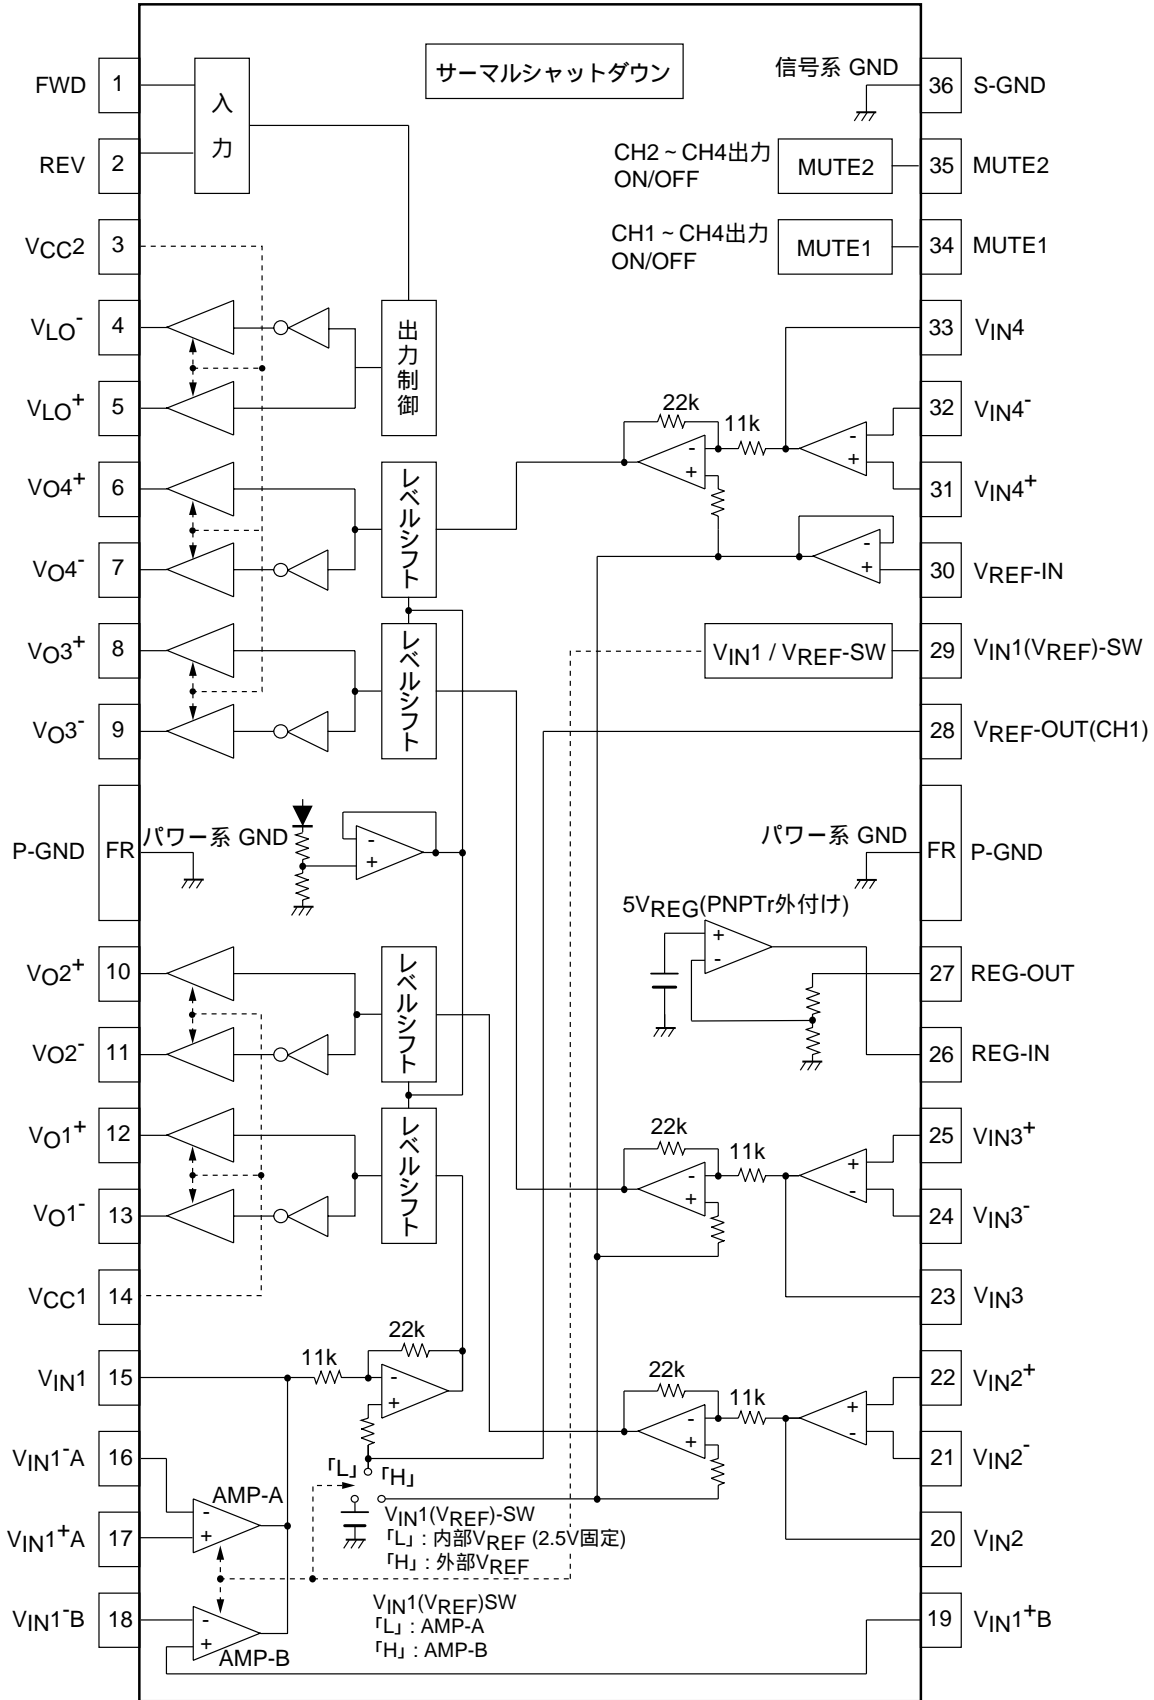 サーマルシャットダウン
信号系 GND
FWD 1
入力
36 S-GND
REV 2
CH2 ~ CH4出力
ON/OFF
MUTE2
35 MUTE2
VCC2 3
CH1 ~ CH4出力
ON/OFF
MUTE1
34 MUTE1
VLO- 4
出力制御
33 VIN4
VLO+ 5
22k
11k
- +
- +
32 VIN4-
VO4+ 6
レベルシフト
31 VIN4+
VO4- 7
- +
30 VREF-IN
VO3+ 8
レベルシフト
VIN1 / VREF-SW
29 VIN1(VREF)-SW
VO3- 9
28 VREF-OUT(CH1)
P-GND FR
パワー系 GND
- +
パワー系 GND
FR P-GND
5VREG(PNPTr外付け)
+ -
VO2+ 10
レベルシフト
27 REG-OUT
VO2- 11
26 REG-IN
VO1+ 12
レベルシフト
22k
11k
- +
+ -
25 VIN3+
VO1- 13
24 VIN3-
VCC1 14
23 VIN3
VIN1 15
11k
22k
- +
22k
11k
- +
+ -
22 VIN2+
VIN1-A 16
「L」
「H」
21 VIN2-
AMP-A
- +
VIN1+A 17
VIN1(VREF)-SW
「L」: 内部VREF (2.5V固定)
「H」: 外部VREF
20 VIN2
VIN1-B 18
- +
AMP-B
VIN1(VREF)SW
「L」: AMP-A
「H」: AMP-B
19 VIN1+B